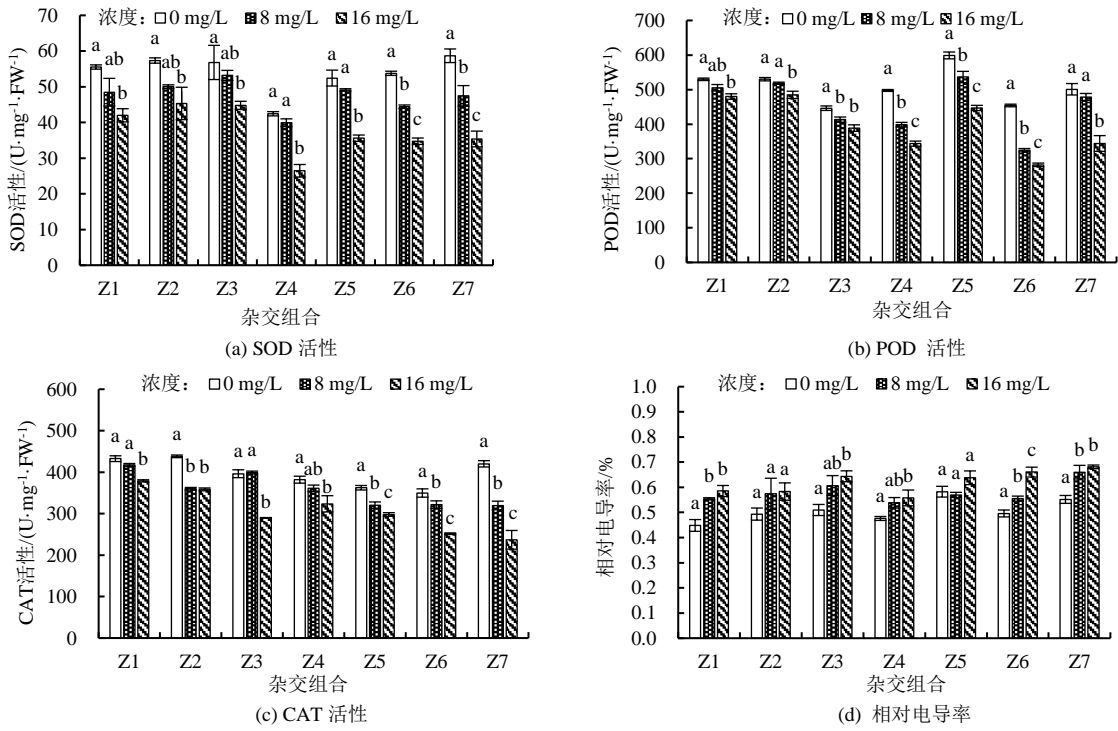 浓度： 0 mg/L 8 mg/L 16 mg/L
70
60
50
40
30
20
10
0
SOD活性/(U·mg⁻¹·FW⁻¹)
a ab b a ab b a ab b a a b a a b a b c a b c
Z1 Z2 Z3 Z4 Z5 Z6 Z7
杂交组合
(a) SOD 活性
浓度： 0 mg/L 8 mg/L 16 mg/L
700
600
500
400
300
200
100
0
POD活性/(U·mg⁻¹·FW⁻¹)
a ab b a a b a b b a b c a b c a b c a a b
Z1 Z2 Z3 Z4 Z5 Z6 Z7
杂交组合
(b) POD 活性
浓度： 0 mg/L 8 mg/L 16 mg/L
600
500
400
300
200
100
0
CAT活性/(U·mg⁻¹·FW⁻¹)
a a b a b b a a b a ab b a b c a b c a b c
Z1 Z2 Z3 Z4 Z5 Z6 Z7
杂交组合
(c) CAT 活性
浓度： 0 mg/L 8 mg/L 16 mg/L
1.0
0.9
0.8
0.7
0.6
0.5
0.4
0.3
0.2
0.1
0.0
相对电导率/%
a b b a a a a ab b a ab b a a a a b c a b b
Z1 Z2 Z3 Z4 Z5 Z6 Z7
杂交组合
(d) 相对电导率